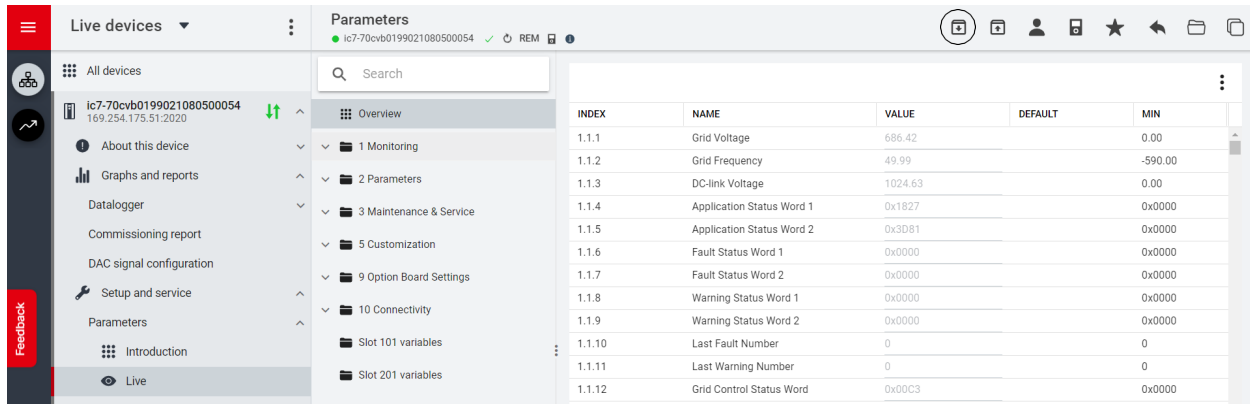 Live devices
Parameters
ic7-70cvb0199021080500054 REM
All devices
ic7-70cvb0199021080500054
169.254.175.51:2020
About this device
Graphs and reports
Datalogger
Commissioning report
DAC signal configuration
Setup and service
Parameters
Introduction
Live
Feedback
Search
Overview
1 Monitoring
2 Parameters
3 Maintenance & Service
5 Customization
9 Option Board Settings
10 Connectivity
Slot 101 variables
Slot 201 variables
INDEX NAME VALUE DEFAULT MIN
1.1.1 Grid Voltage 686.42 0.00
1.1.2 Grid Frequency 49.99 -590.00
1.1.3 DC-link Voltage 1024.63 0.00
1.1.4 Application Status Word 1 0x1827 0x0000
1.1.5 Application Status Word 2 0x3D81 0x0000
1.1.6 Fault Status Word 1 0x0000 0x0000
1.1.7 Fault Status Word 2 0x0000 0x0000
1.1.8 Warning Status Word 1 0x0000 0x0000
1.1.9 Warning Status Word 2 0x0000 0x0000
1.1.10 Last Fault Number 0 0
1.1.11 Last Warning Number 0 0
1.1.12 Grid Control Status Word 0x00C3 0x0000